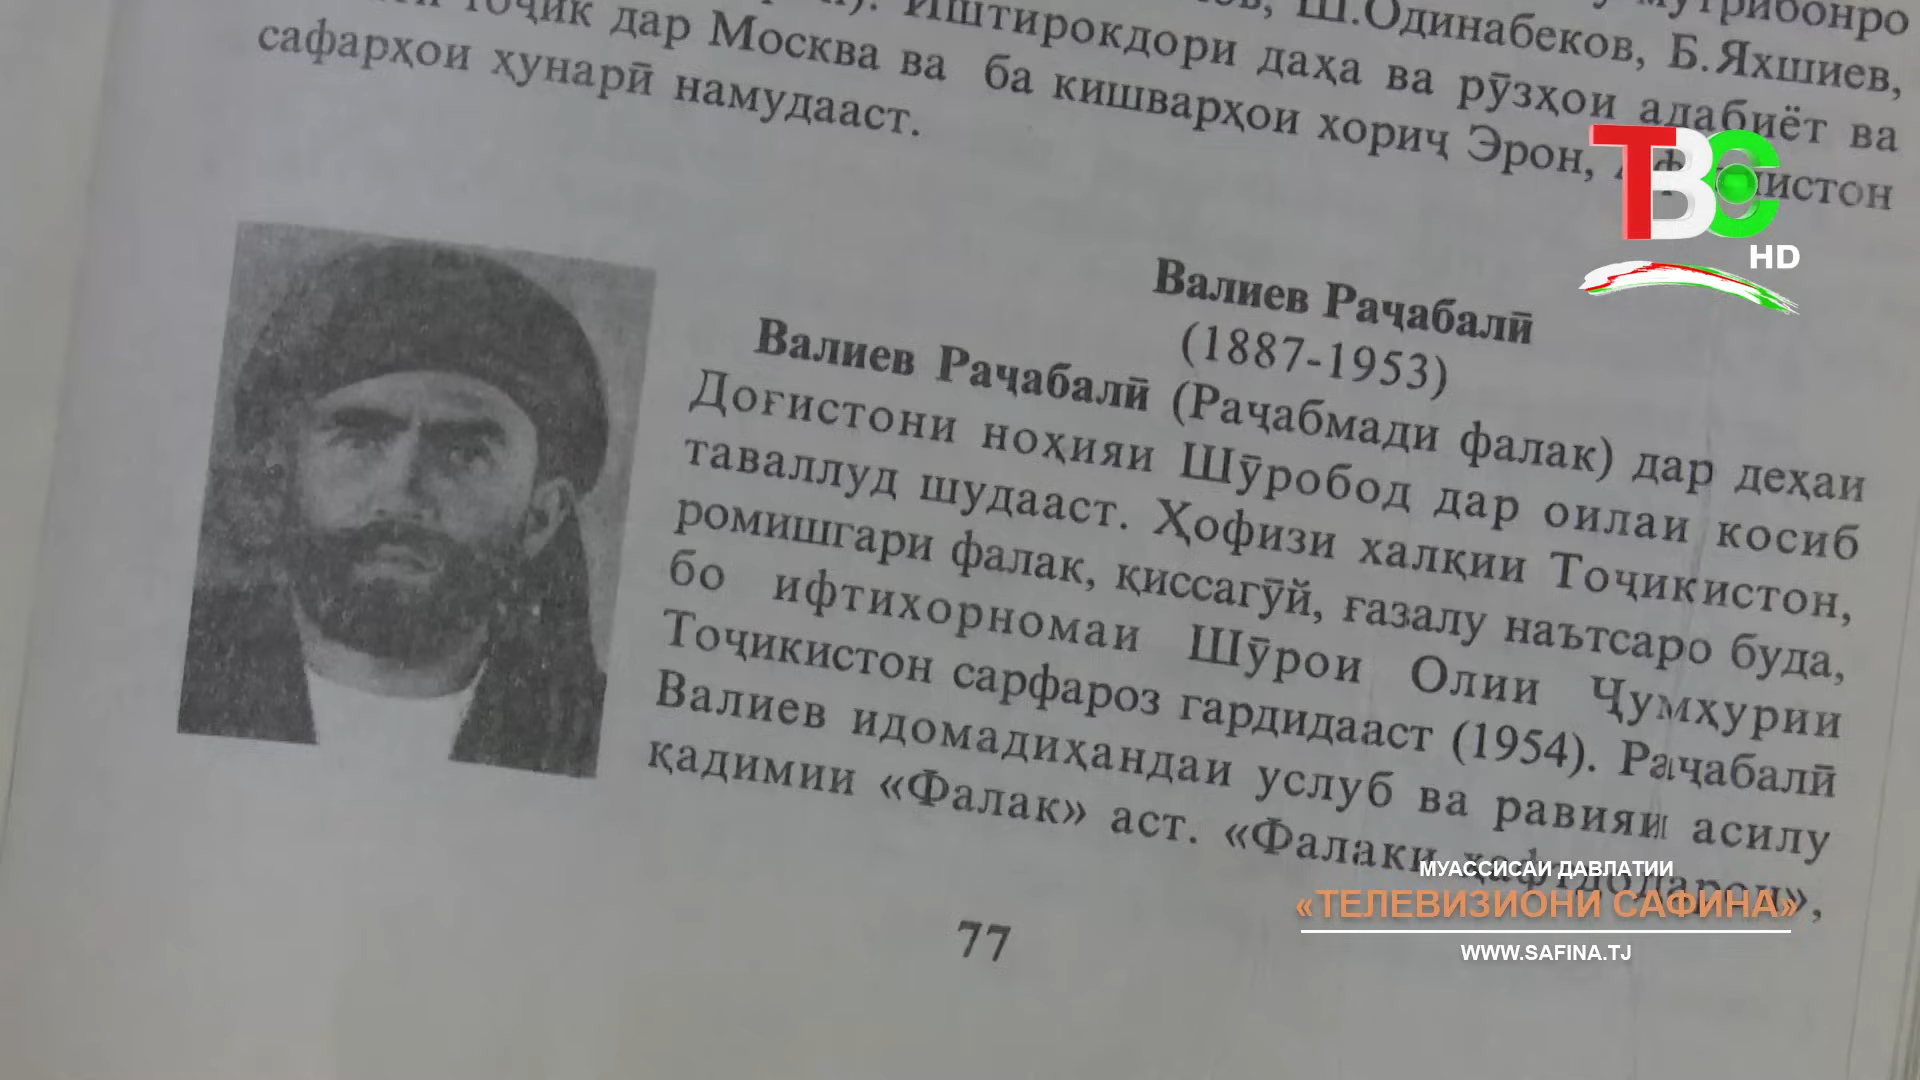 мутрибонро
тоҷик дар Москва ва Иштирокдори даҳа ва рӯзҳои адабиёт ва
Ш.Одинабеков, Б.Яхшиев,
сафарҳои ҳунарӣ намудааст. ба кишварҳои хориҷ Эрон,
Валиев Раҷабалӣ
(1887-1953)
Валиев Раҷабалӣ (Раҷабмади фалак) дар деҳаи
Доғистони ноҳияи Шӯробод дар оилаи косиб
таваллуд шудааст. Ҳофизи халқии Тоҷикистон,
ромишгари фалак, қиссагӯй, ғазалу наътсаро буда,
бо ифтихорномаи Шӯрои Олии Ҷумҳурии
Тоҷикистон сарфароз гардидааст (1954). Раҷабалӣ
Валиев идомадиҳандаи услуб ва равияи асилу
қадимии «Фалак» аст. «Фалаки
77
ТВС
HD
МУАССИСАИ ДАВЛАТИИ
«ТЕЛЕВИЗИОНИ САФИНА»
WWW.SAFINA.TJ